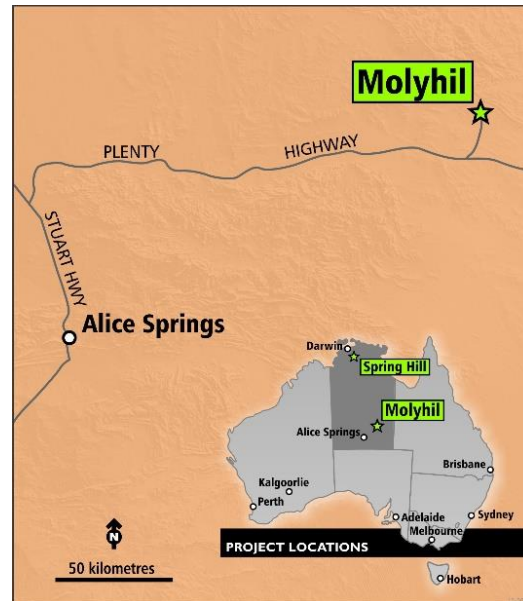 Molyhil
PLENTY
HIGHWAY
STUART HWY
Alice Springs
Darwin
Spring Hill
Molyhil
Alice Springs
Brisbane
Kalgoorlie
Perth
Sydney
Adelaide
Melbourne
Hobart
PROJECT LOCATIONS
N
50 kilometres